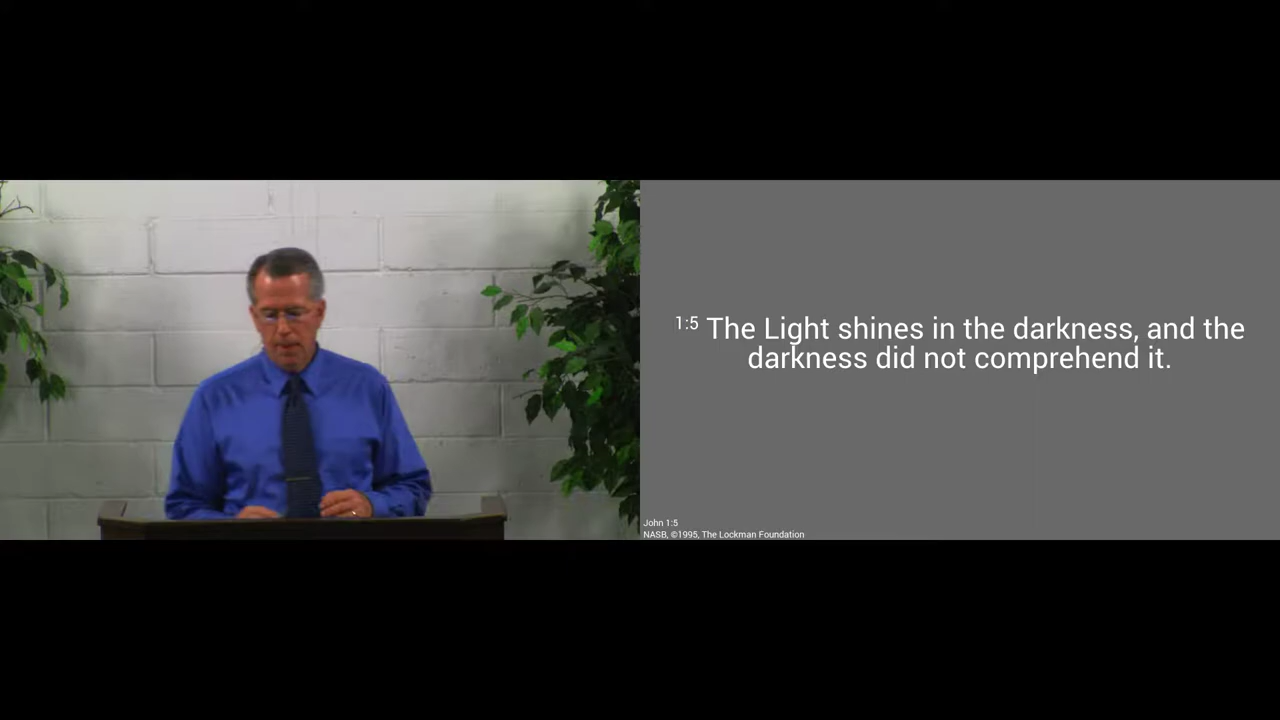 1:5 The Light shines in the darkness, and the
darkness did not comprehend it.
John 1:5
NASB, ©1995, The Lockman Foundation